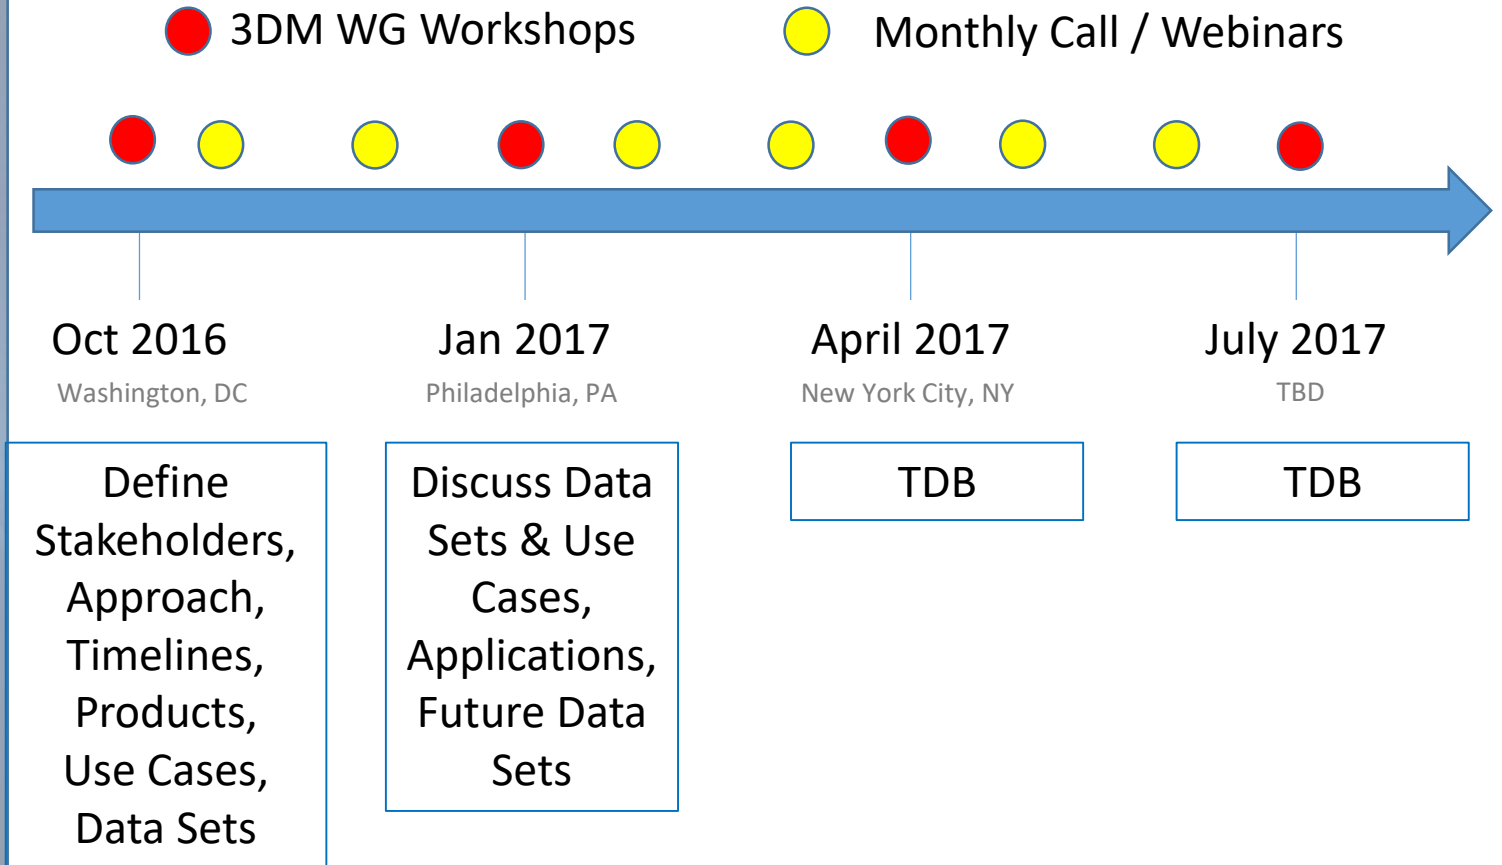 3DM WG Workshops
Monthly Call / Webinars
Oct 2016
Washington, DC
Jan 2017
Philadelphia, PA
April 2017
New York City, NY
July 2017
TBD
Define
Stakeholders,
Approach,
Timelines,
Products,
Use Cases,
Data Sets
Discuss Data
Sets & Use
Cases,
Applications,
Future Data
Sets
TDB
TDB